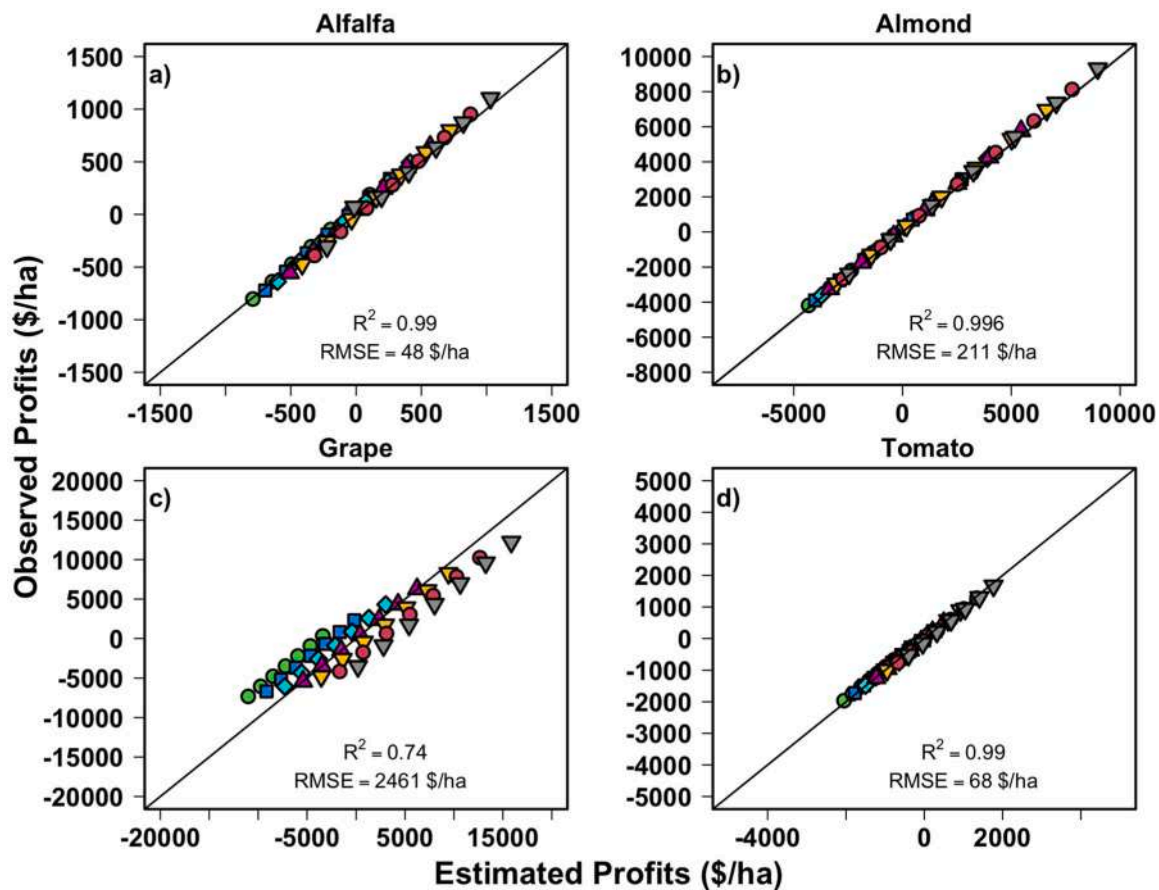 Alfalfa
a)
1500
1000
500
0
-500
-1000
-1500
R2 = 0.99
RMSE = 48 $/ha
-1500 -500 0 500 1500
Almond
b)
10000
8000
6000
4000
2000
0
-2000
-4000
-6000
-8000
R2 = 0.996
RMSE = 211 $/ha
-5000 0 5000 10000
Grape
c)
20000
15000
10000
5000
0
-5000
-10000
-15000
-20000
R2 = 0.74
RMSE = 2461 $/ha
-20000 -5000 5000 15000
Tomato
d)
5000
4000
3000
2000
1000
0
-1000
-2000
-3000
-4000
-5000
R2 = 0.99
RMSE = 68 $/ha
-4000 0 2000
Observed Profits ($/ha)
Estimated Profits ($/ha)